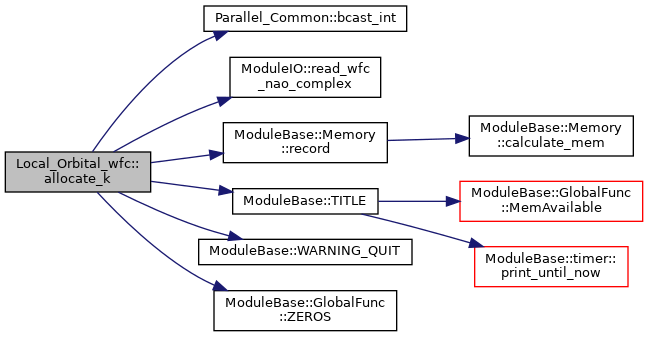 Parallel_Common::bcast_int
ModuleIO::read_wfc
_nao_complex
ModuleBase::Memory
::record
ModuleBase::Memory
::calculate_mem
Local_Orbital_wfc::
allocate_k
ModuleBase::TITLE
ModuleBase::GlobalFunc
::MemAvailable
ModuleBase::WARNING_QUIT
ModuleBase::timer::
print_until_now
ModuleBase::GlobalFunc
::ZEROS